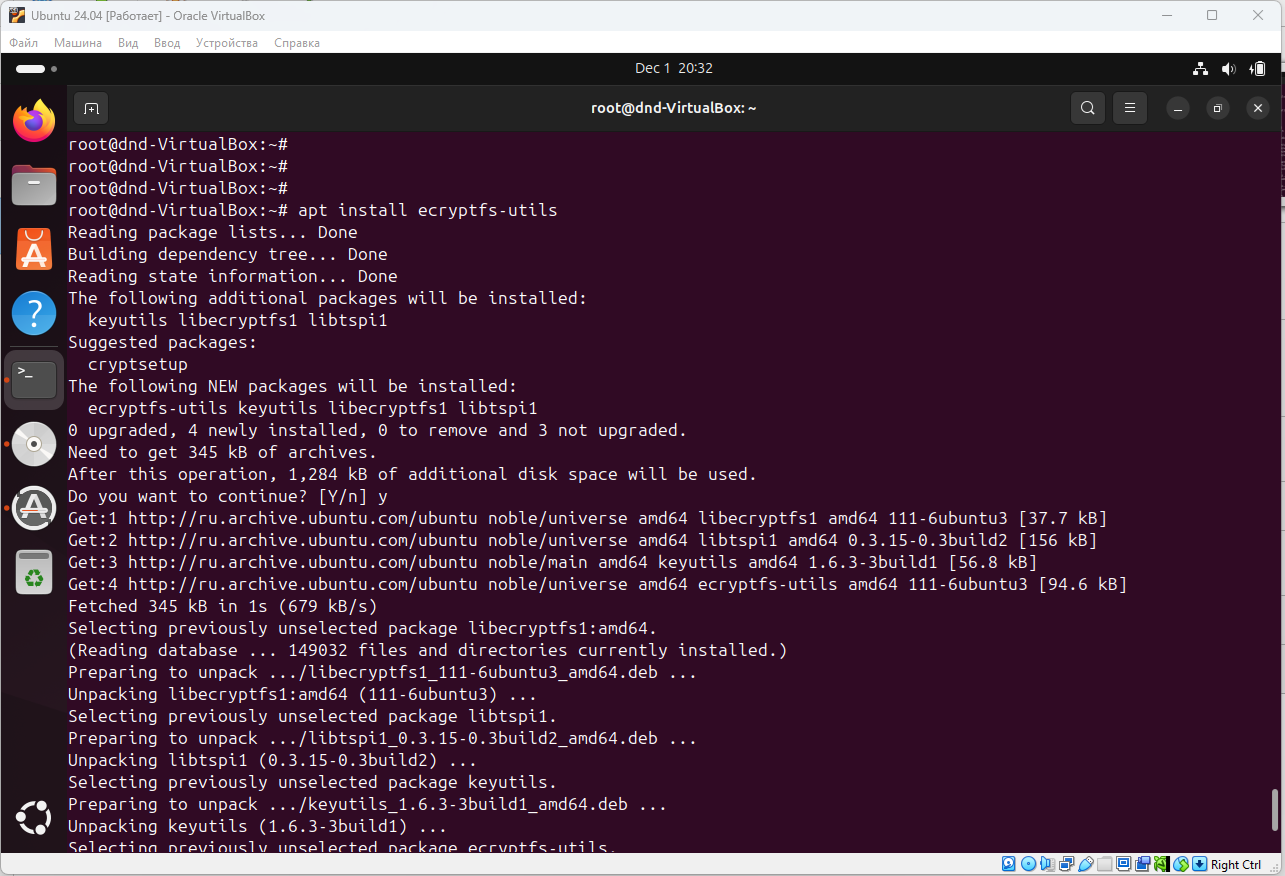 Ubuntu 24.04 [Работает] - Oracle VirtualBox
Файл Машина Вид Ввод Устройства Справка
Dec 1 20:32
root@dnd-VirtualBox: ~
root@dnd-VirtualBox:~#
root@dnd-VirtualBox:~#
root@dnd-VirtualBox:~#
root@dnd-VirtualBox:~# apt install ecryptfs-utils
Reading package lists... Done
Building dependency tree... Done
Reading state information... Done
The following additional packages will be installed:
  keyutils libecryptfs1 libtspi1
Suggested packages:
  cryptsetup
The following NEW packages will be installed:
  ecryptfs-utils keyutils libecryptfs1 libtspi1
0 upgraded, 4 newly installed, 0 to remove and 3 not upgraded.
Need to get 345 kB of archives.
After this operation, 1,284 kB of additional disk space will be used.
Do you want to continue? [Y/n] y
Get:1 http://ru.archive.ubuntu.com/ubuntu noble/universe amd64 libecryptfs1 amd64 111-6ubuntu3 [37.7 kB]
Get:2 http://ru.archive.ubuntu.com/ubuntu noble/universe amd64 libtspi1 amd64 0.3.15-0.3build2 [156 kB]
Get:3 http://ru.archive.ubuntu.com/ubuntu noble/main amd64 keyutils amd64 1.6.3-3build1 [56.8 kB]
Get:4 http://ru.archive.ubuntu.com/ubuntu noble/universe amd64 ecryptfs-utils amd64 111-6ubuntu3 [94.6 kB]
Fetched 345 kB in 1s (679 kB/s)
Selecting previously unselected package libecryptfs1:amd64.
(Reading database ... 149032 files and directories currently installed.)
Preparing to unpack .../libecryptfs1_111-6ubuntu3_amd64.deb ...
Unpacking libecryptfs1:amd64 (111-6ubuntu3) ...
Selecting previously unselected package libtspi1.
Preparing to unpack .../libtspi1_0.3.15-0.3build2_amd64.deb ...
Unpacking libtspi1 (0.3.15-0.3build2) ...
Selecting previously unselected package keyutils.
Preparing to unpack .../keyutils_1.6.3-3build1_amd64.deb ...
Unpacking keyutils (1.6.3-3build1) ...
Selecting previously unselected package ecryptfs-utils.
Right Ctrl